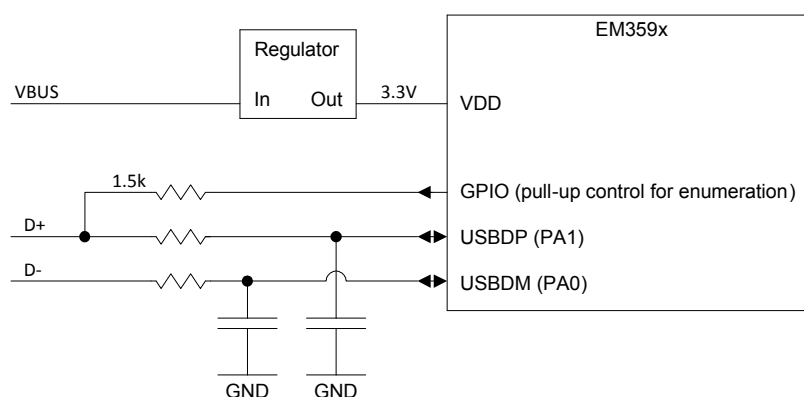 EM359x
Regulator
VBUS
In Out
3.3V
VDD
1.5k
GPIO (pull-up control for enumeration)
D+
USBDP (PA1)
D-
USBDM (PA0)
GND GND